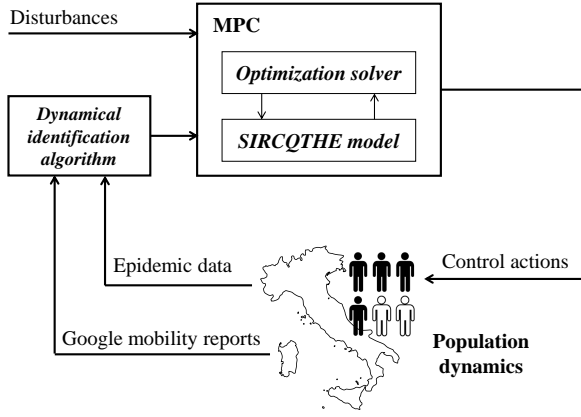 Disturbances
MPC
Optimization solver
SIRCQTHE model
Dynamical
identification
algorithm
Epidemic data
Control actions
Google mobility reports
Population
dynamics